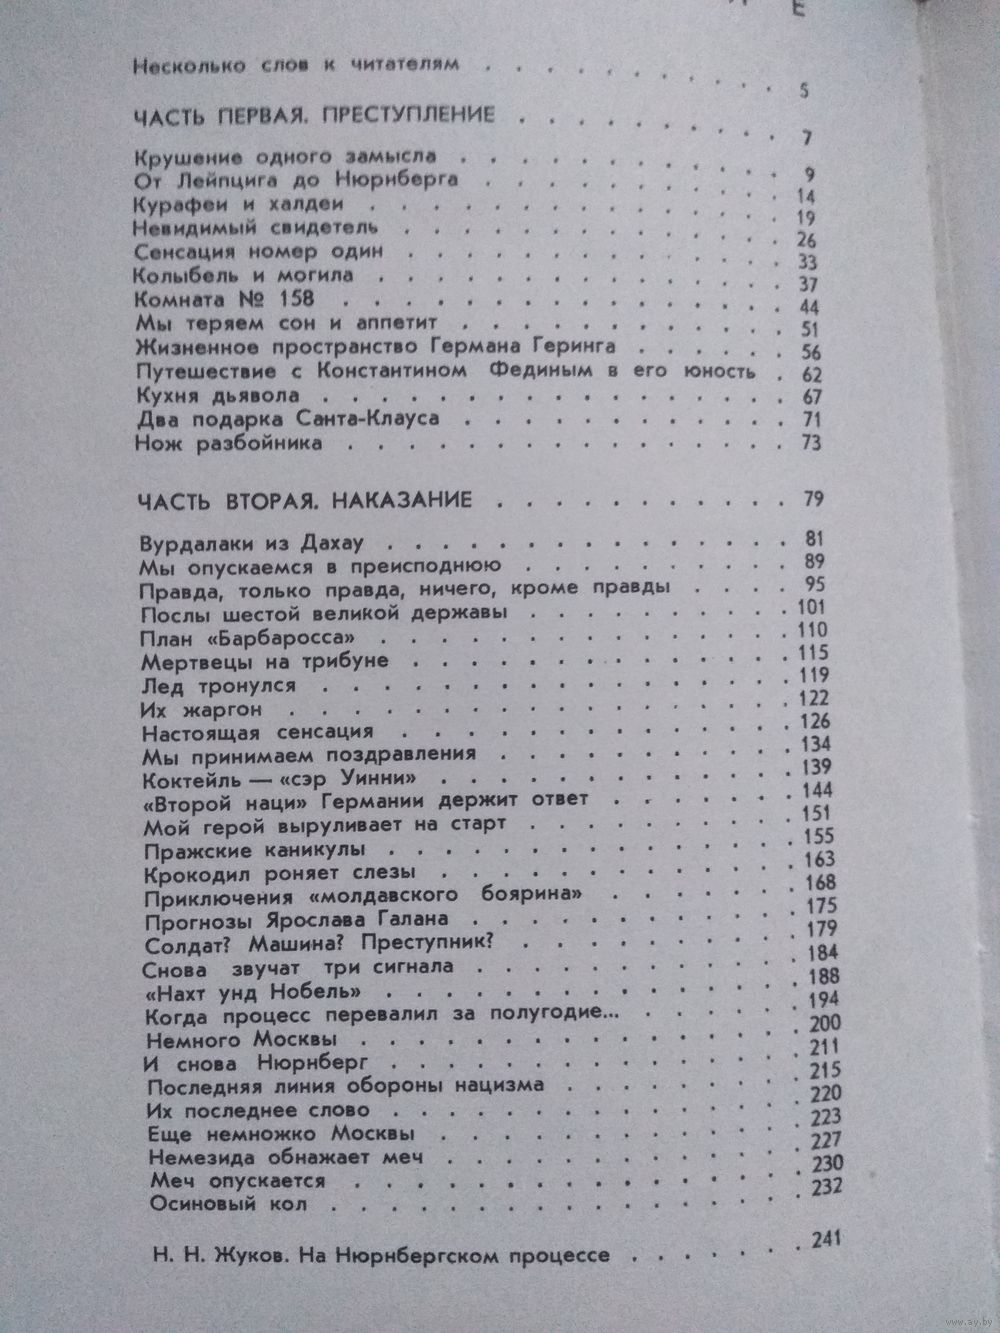 Е
Несколько слов к читателям . . . . . . . . . . 5
ЧАСТЬ ПЕРВАЯ. ПРЕСТУПЛЕНИЕ . . . . . . . . . . 7
Крушение одного замысла . . . . . . . . . . 9
От Лейпцига до Нюрнберга . . . . . . . . . . 14
Курафеи и халдеи . . . . . . . . . . 19
Невидимый свидетель . . . . . . . . . . 26
Сенсация номер один . . . . . . . . . . 33
Колыбель и могила . . . . . . . . . . 37
Комната № 158 . . . . . . . . . . 44
Мы теряем сон и аппетит . . . . . . . . . . 51
Жизненное пространство Германа Геринга . . . . . . 56
Путешествие с Константином Фединым в его юность . 62
Кухня дьявола . . . . . . . . . . 67
Два подарка Санта-Клауса . . . . . . . . . . 71
Нож разбойника . . . . . . . . . . 73
ЧАСТЬ ВТОРАЯ. НАКАЗАНИЕ . . . . . . . . . . 79
Вурдалаки из Дахау . . . . . . . . . . 81
Мы опускаемся в преисподнюю . . . . . . . . . . 89
Правда, только правда, ничего, кроме правды . . . . 95
Послы шестой великой державы . . . . . . . . . . 101
План «Барбаросса» . . . . . . . . . . 110
Мертвецы на трибуне . . . . . . . . . . 115
Лед тронулся . . . . . . . . . . 119
Их жаргон . . . . . . . . . . 122
Настоящая сенсация . . . . . . . . . . 126
Мы принимаем поздравления . . . . . . . . . . 134
Коктейль — «сэр Уинни» . . . . . . . . . . 139
«Второй наци» Германии держит ответ . . . . . . . 144
Мой герой выруливает на старт . . . . . . . . . . 151
Пражские каникулы . . . . . . . . . . 155
Крокодил роняет слезы . . . . . . . . . . 163
Приключения «молдавского боярина» . . . . . . . 168
Прогнозы Ярослава Галана . . . . . . . . . . 175
Солдат? Машина? Преступник? . . . . . . . . . . 179
Снова звучат три сигнала . . . . . . . . . . 184
«Нахт унд Нобель» . . . . . . . . . . 188
Когда процесс перевалил за полугодие... . . . . . . 194
Немного Москвы . . . . . . . . . . 200
И снова Нюрнберг . . . . . . . . . . 211
Последняя линия обороны нацизма . . . . . . . . 215
Их последнее слово . . . . . . . . . . 220
Еще немножко Москвы . . . . . . . . . . 223
Немезида обнажает меч . . . . . . . . . . 227
Меч опускается . . . . . . . . . . 230
Осиновый кол . . . . . . . . . . 232
Н. Н. Жуков. На Нюрнбергском процессе . . . . . . 241
www.ay.by